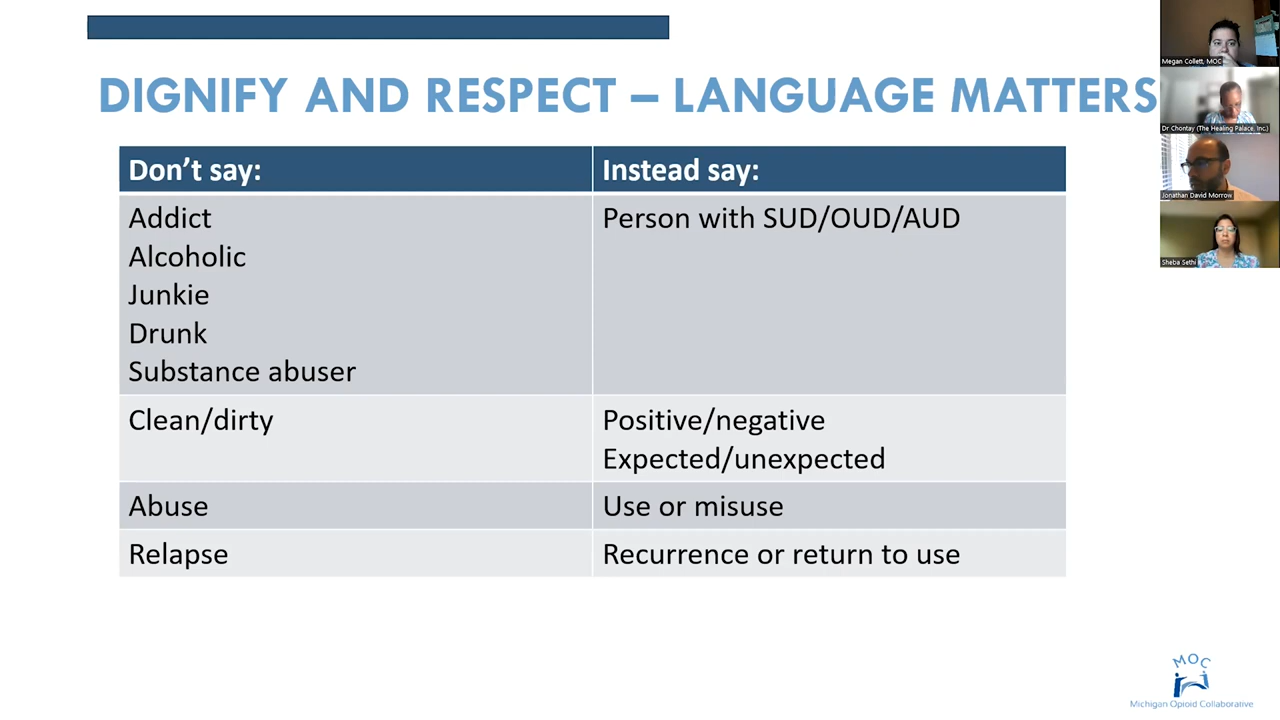 DIGNIFY AND RESPECT – LANGUAGE MATTERS
Don't say:
Instead say:
Addict
Alcoholic
Junkie
Drunk
Substance abuser
Person with SUD/OUD/AUD
Clean/dirty
Positive/negative
Expected/unexpected
Abuse
Use or misuse
Relapse
Recurrence or return to use
Megan Collett, MOC
Dr Chontay (The Healing Palace, Inc.)
Jonathan David Morrow
Sheba Sethi
MOC
Michigan Opioid Collaborative